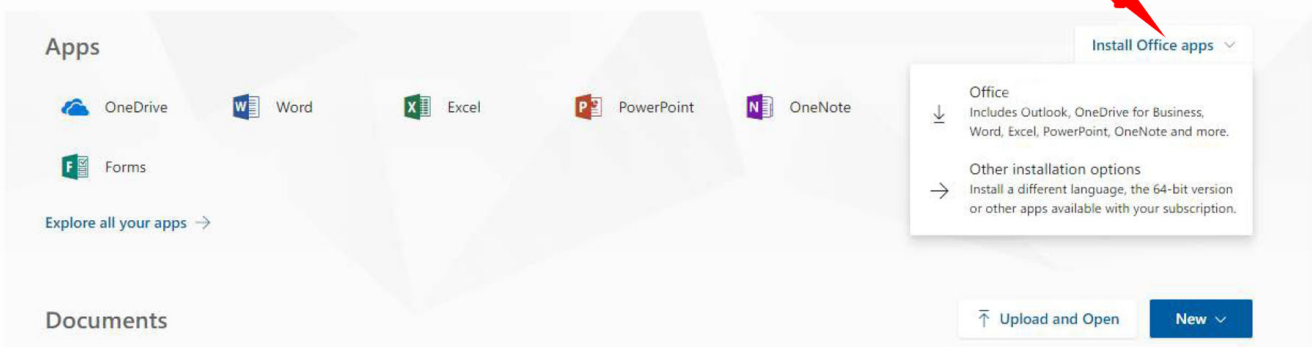 Apps
Install Office apps
OneDrive
Word
Excel
PowerPoint
OneNote
Forms
Explore all your apps
Office
Includes Outlook, OneDrive for Business,
Word, Excel, PowerPoint, OneNote and more.
Other installation options
Install a different language, the 64-bit version
or other apps available with your subscription.
Documents
Upload and Open
New